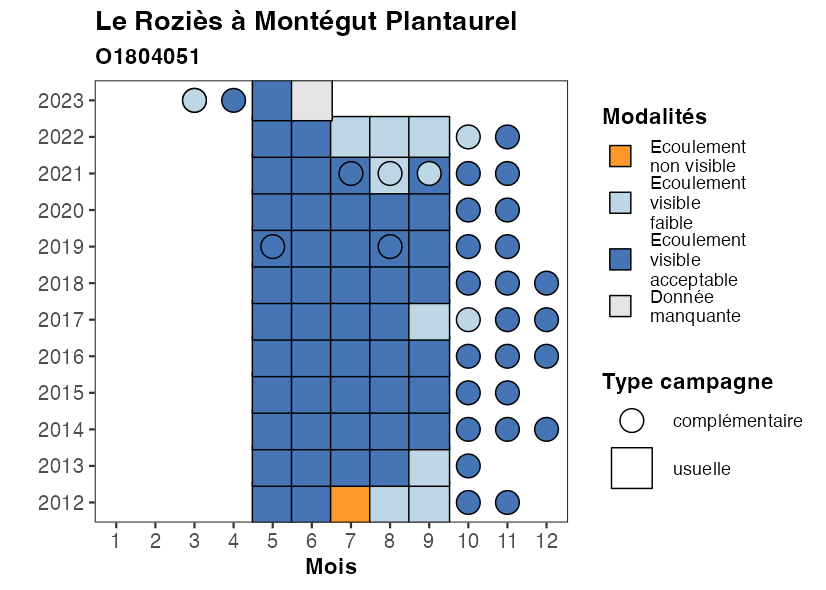 Le Roziès à Montégut Plantaurel
O1804051
2023
2022
2021
2020
2019
2018
2017
2016
2015
2014
2013
2012
1 2 3 4 5 6 7 8 9 10 11 12
Mois
Modalités
Ecoulement
non visible
Ecoulement
visible
faible
Ecoulement
visible
acceptable
Donnée
manquante
Type campagne
complémentaire
usuelle